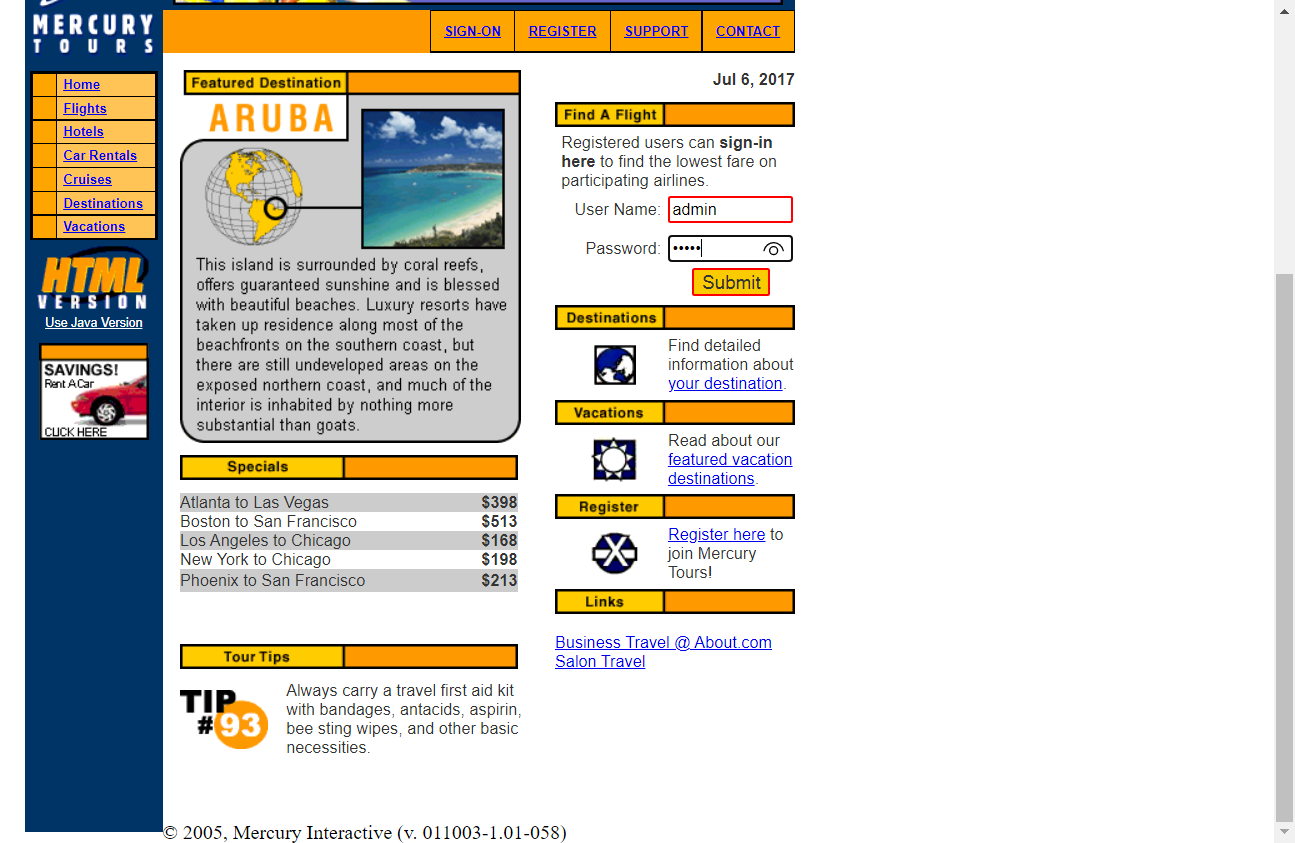 MERCURY
TOURS
SIGN-ON REGISTER SUPPORT CONTACT
Home
Flights
Hotels
Car Rentals
Cruises
Destinations
Vacations
HTML
VERSION
Use Java Version
SAVINGS!
Rent A Car
CLICK HERE
Featured Destination
ARUBA
This island is surrounded by coral reefs,
offers guaranteed sunshine and is blessed
with beautiful beaches. Luxury resorts have
taken up residence along most of the
beachfronts on the southern coast, but
there are still undeveloped areas on the
exposed northern coast, and much of the
interior is inhabited by nothing more
substantial than goats.
Specials
Atlanta to Las Vegas $398
Boston to San Francisco $513
Los Angeles to Chicago $168
New York to Chicago $198
Phoenix to San Francisco $213
Tour Tips
TIP
#93
Always carry a travel first aid kit
with bandages, antacids, aspirin,
bee sting wipes, and other basic
necessities.
Jul 6, 2017
Find A Flight
Registered users can sign-in
here to find the lowest fare on
participating airlines.
User Name: admin
Password: •••••
Submit
Destinations
Find detailed
information about
your destination.
Vacations
Read about our
featured vacation
destinations.
Register
Register here to
join Mercury
Tours!
Links
Business Travel @ About.com
Salon Travel
© 2005, Mercury Interactive (v. 011003-1.01-058)